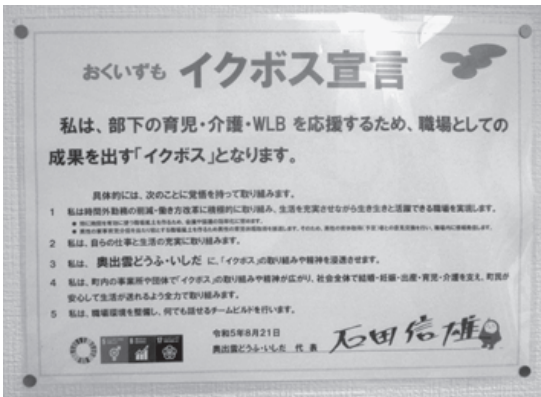 おくいずも イクボス宣言
私は、部下の育児・介護・WLB を応援するため、職場としての
成果を出す「イクボス」となります。
具体的には、次のことに覚悟を持って取り組みます。
1 私は時間外勤務の削減・働き方改革に積極的に取り組み、生活を充実させながら生き生きと活躍できる職場を実現します。
2 私は、自らの仕事と生活の充実に取り組みます。
3 私は、奥出雲どうふ・いしだ に、「イクボス」の取り組みや精神を浸透させます。
4 私は、町内の事業所や団体で「イクボス」の取り組みや精神が広がり、社会全体で結婚・妊娠・出産・育児・介護を支え、町民が
安心して生活が送れるよう全力で取り組みます。
5 私は、職場環境を整備し、何でも話せるチームビルドを行います。
令和5年8月21日
奥出雲どうふ・いしだ 代 表 石田信雄